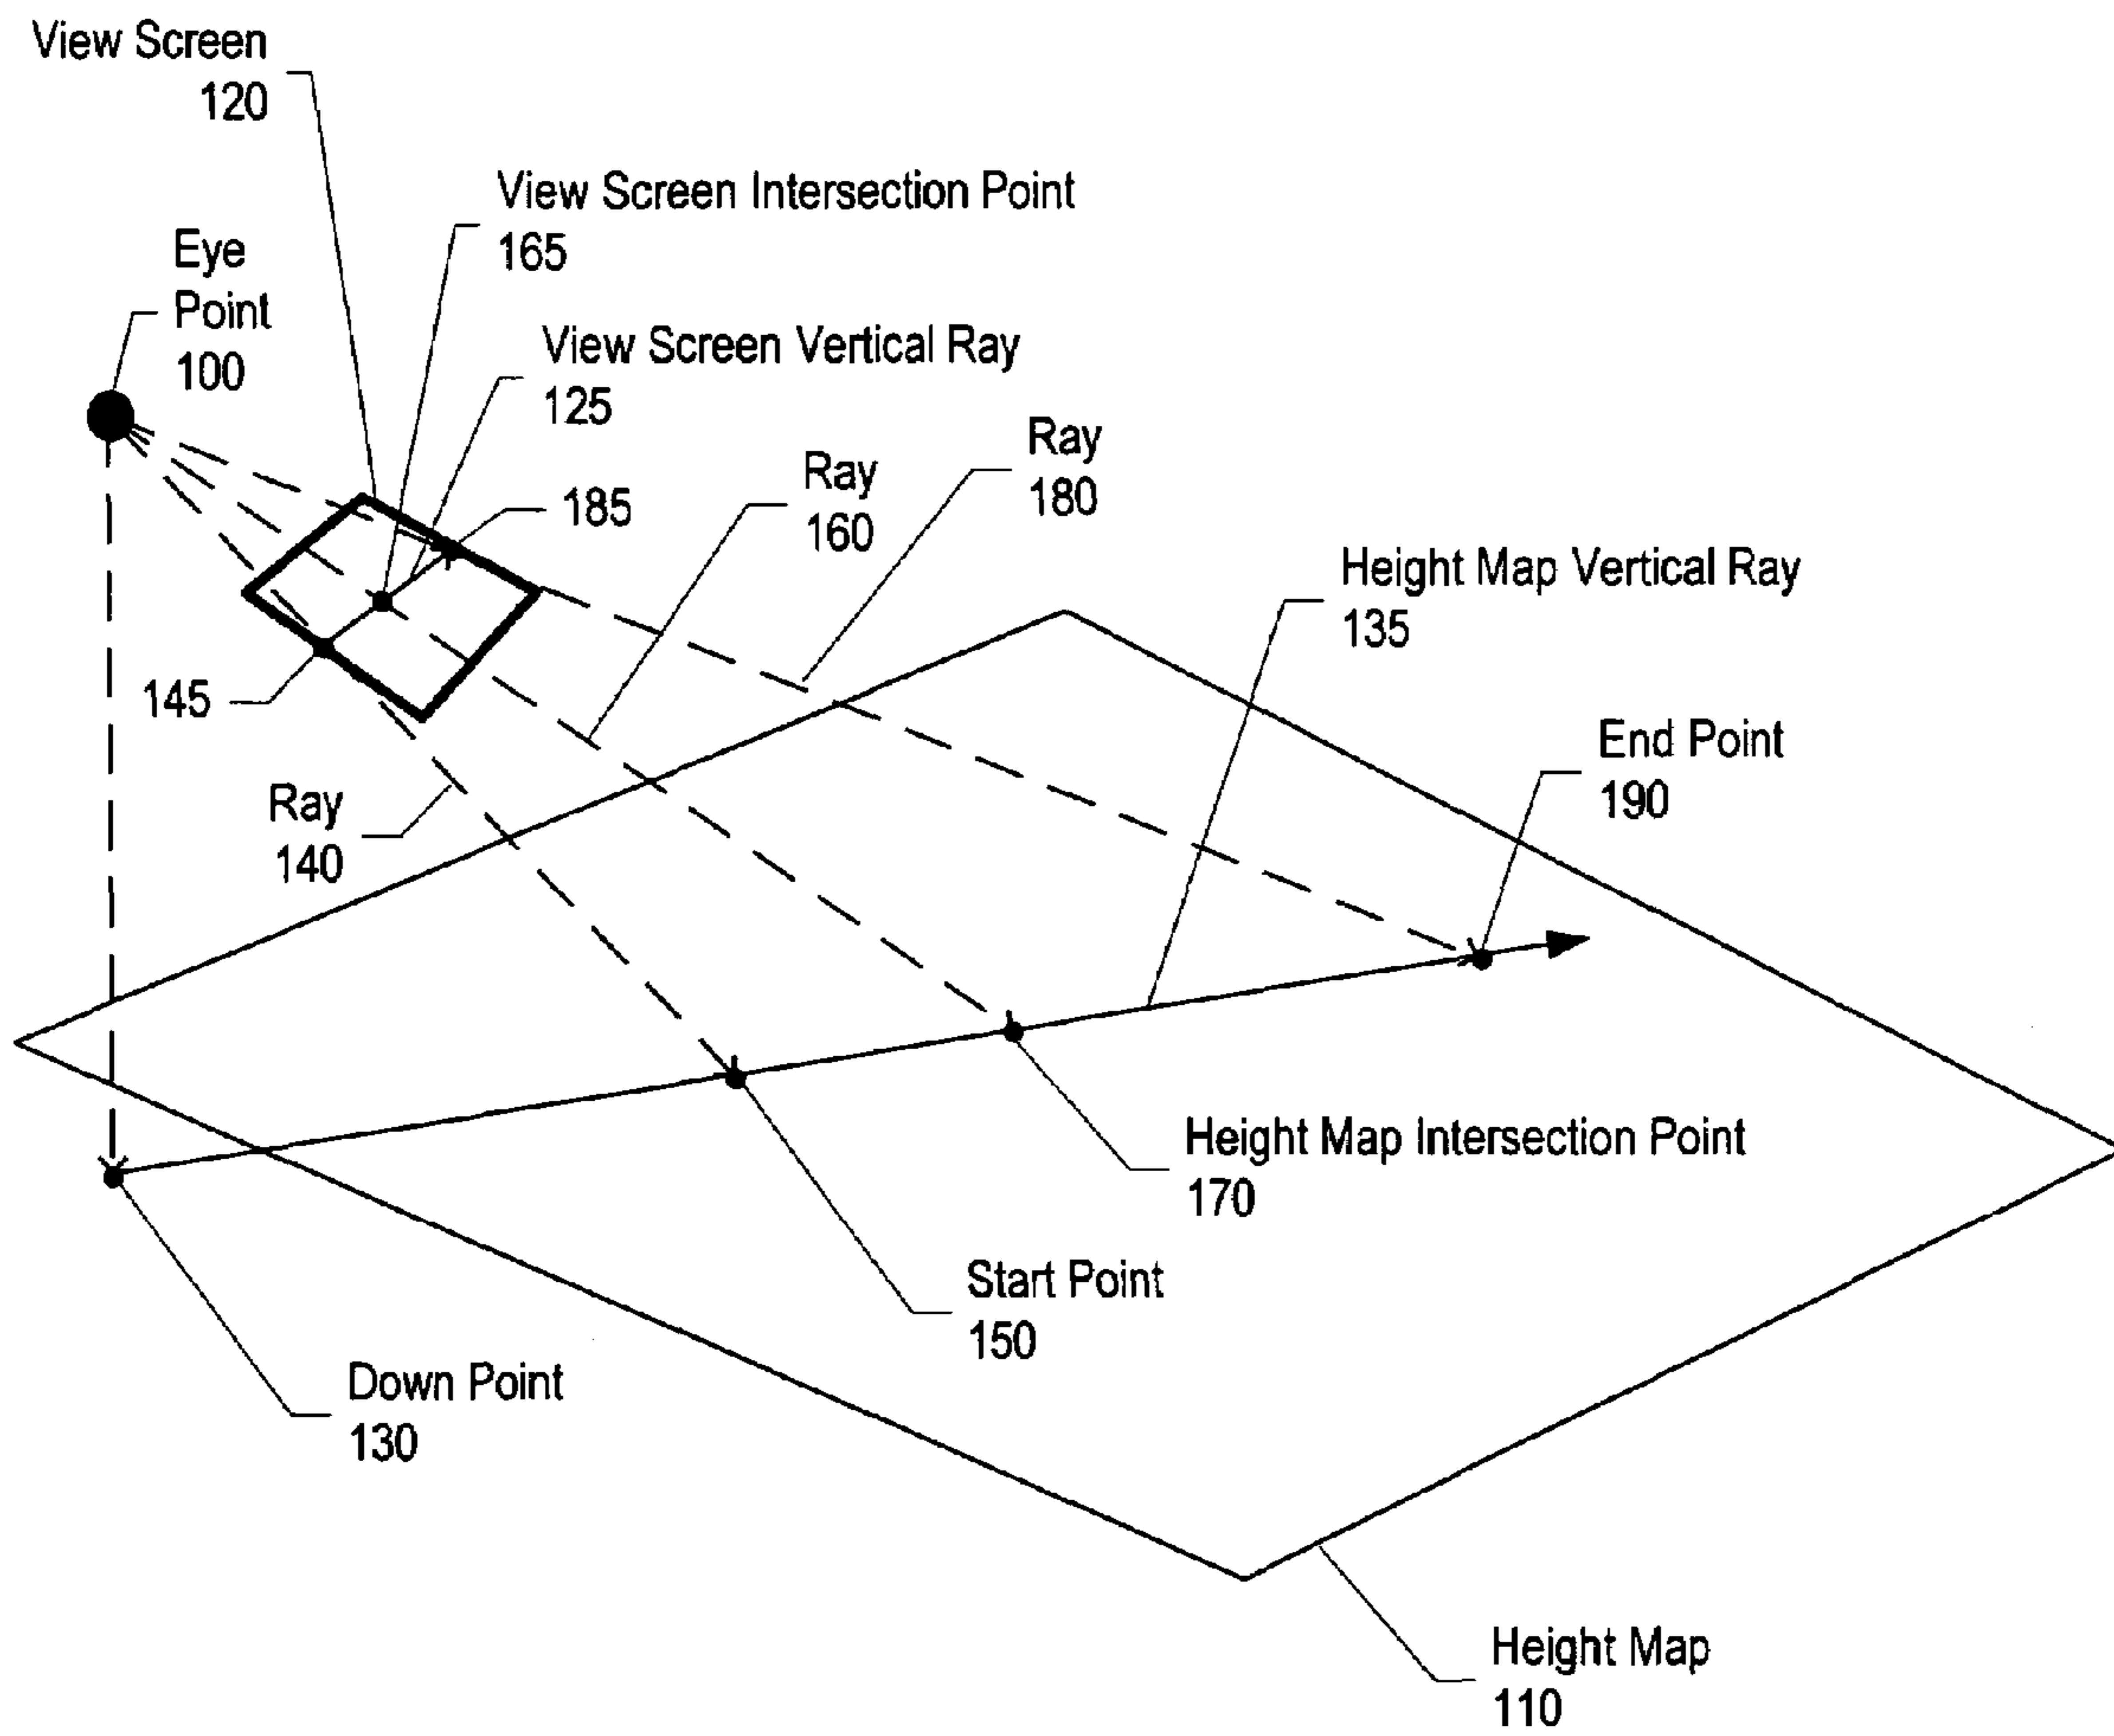 View Screen
120
View Screen Intersection Point
165
Eye
Point
100
View Screen Vertical Ray
125
Ray
180
Ray
160
185
Height Map Vertical Ray
135
145
End Point
190
Ray
140
Height Map Intersection Point
170
Start Point
150
Down Point
130
Height Map
110